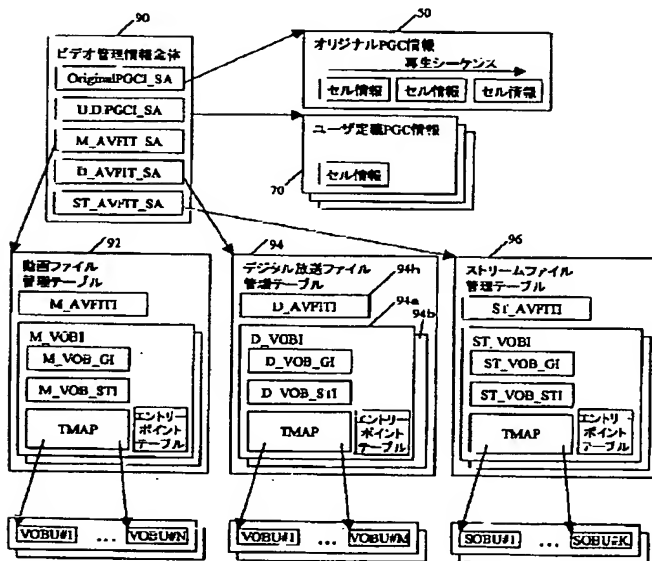 90
ビデオ管理情報全体
OriginalPGCI_SA
U.D.PGCI_SA
M_AVFIT_SA
D_AVFIT_SA
ST_AVFIT_SA
50
オリジナルPGC情報
再生シーケンス
セル情報
セル情報
セル情報
ユーザ定義PGC情報
70
セル情報
92
動画ファイル
管理テーブル
M_AVFITI
M_VOBI
M_VOB_GI
M_VOB_STI
TMAP
エントリー
ポイント
テーブル
VOBU#1
...
VOBU#N
94
デジタル放送ファイル
管理テーブル
94h
D_AVFITI
94a
94b
D_VOBI
D_VOB_GI
D_VOB_STI
TMAP
エントリー
ポイント
テーブル
VOBU#1
...
VOBU#M
96
ストリームファイル
管理テーブル
ST_AVFITI
ST_VOBI
ST_VOB_GI
ST_VOB_STI
TMAP
エントリ
ポイント
テーブル
SOBU#1
...
SOBU#K